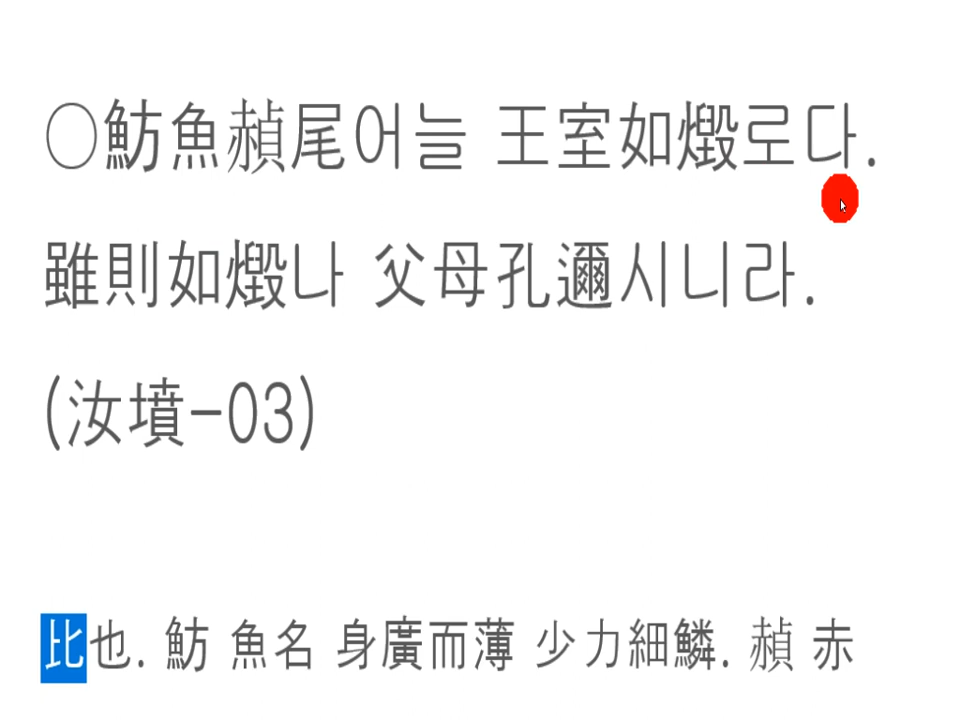 ○魴魚赬尾어늘 王室如燬로다.
雖則如燬나 父母孔邇시니라.
(汝墳-03)
比也. 魴 魚名 身廣而薄 少力細鱗. 赬 赤